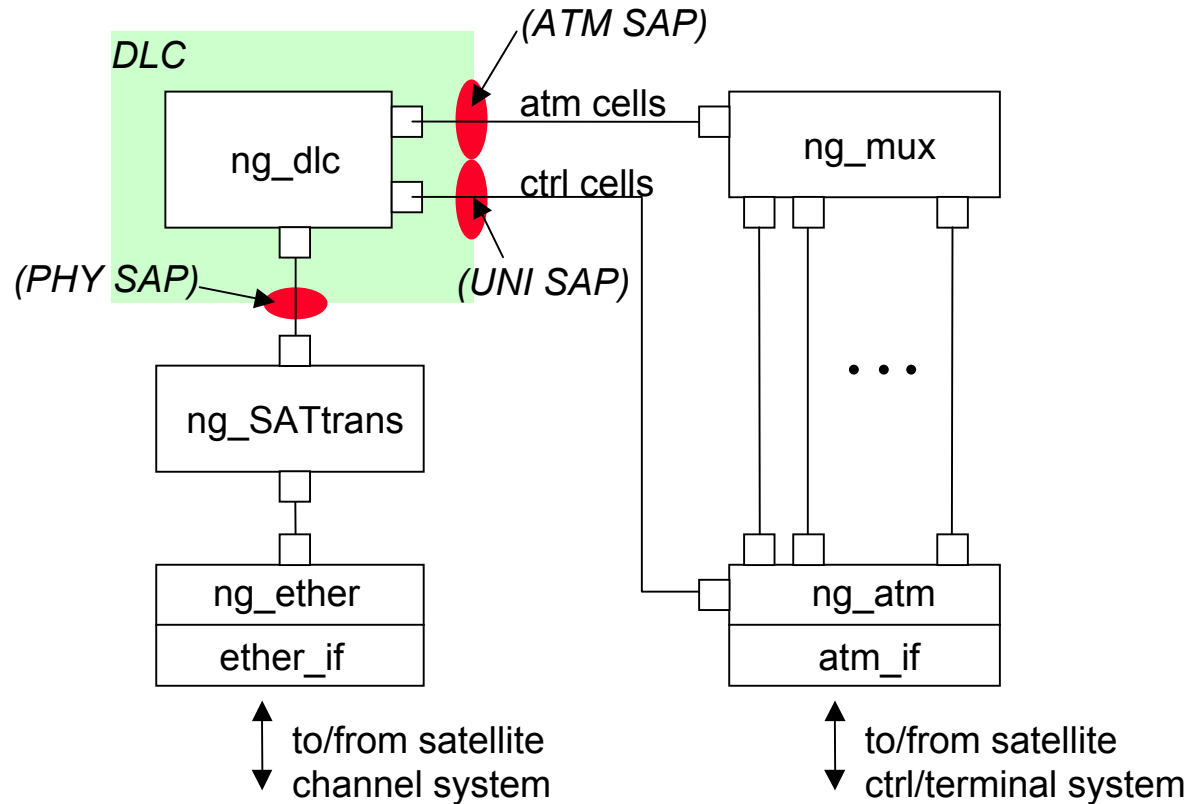 (ATM SAP)
DLC
atm cells
ng_dlc
ng_mux
ctrl cells
(PHY SAP)
(UNI SAP)
• • •
ng_SATtrans
ng_ether
ng_atm
ether_if
atm_if
to/from satellite
channel system
to/from satellite
ctrl/terminal system